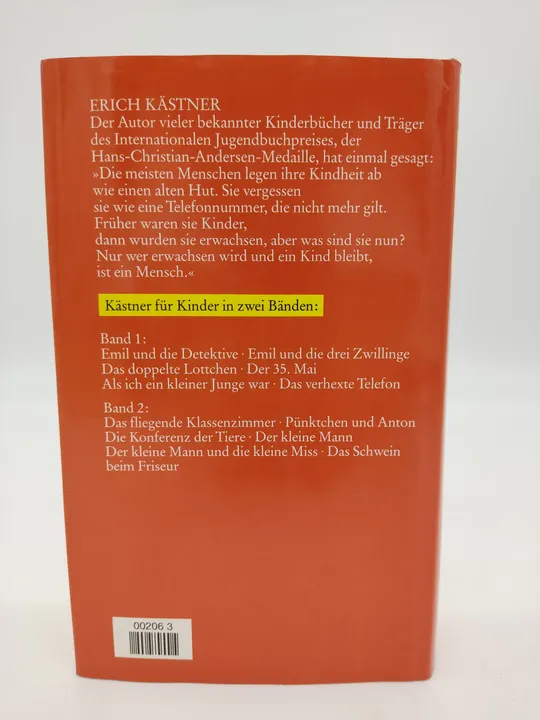 ERICH KÄSTNER
Der Autor vieler bekannter Kinderbücher und Träger
des Internationalen Jugendbuchpreises, der
Hans-Christian-Andersen-Medaille, hat einmal gesagt:
»Die meisten Menschen legen ihre Kindheit ab
wie einen alten Hut. Sie vergessen
sie wie eine Telefonnummer, die nicht mehr gilt.
Früher waren sie Kinder,
dann wurden sie erwachsen, aber was sind sie nun?
Nur wer erwachsen wird und ein Kind bleibt,
ist ein Mensch.«
Kästner für Kinder in zwei Bänden:
Band 1:
Emil und die Detektive · Emil und die drei Zwillinge
Das doppelte Lottchen · Der 35. Mai
Als ich ein kleiner Junge war · Das verhexte Telefon
Band 2:
Das fliegende Klassenzimmer · Pünktchen und Anton
Die Konferenz der Tiere · Der kleine Mann
Der kleine Mann und die kleine Miss · Das Schwein
beim Friseur
00206 3